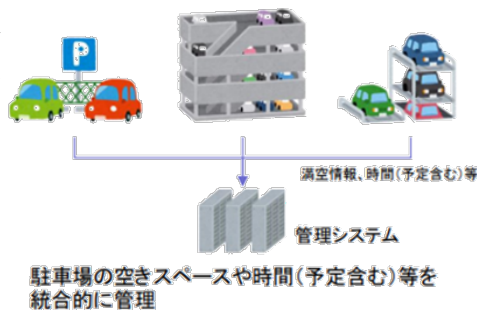 P
満空情報、時間(予定含む)等
管理システム
駐車場の空きスペースや時間(予定含む)等を
統合的に管理